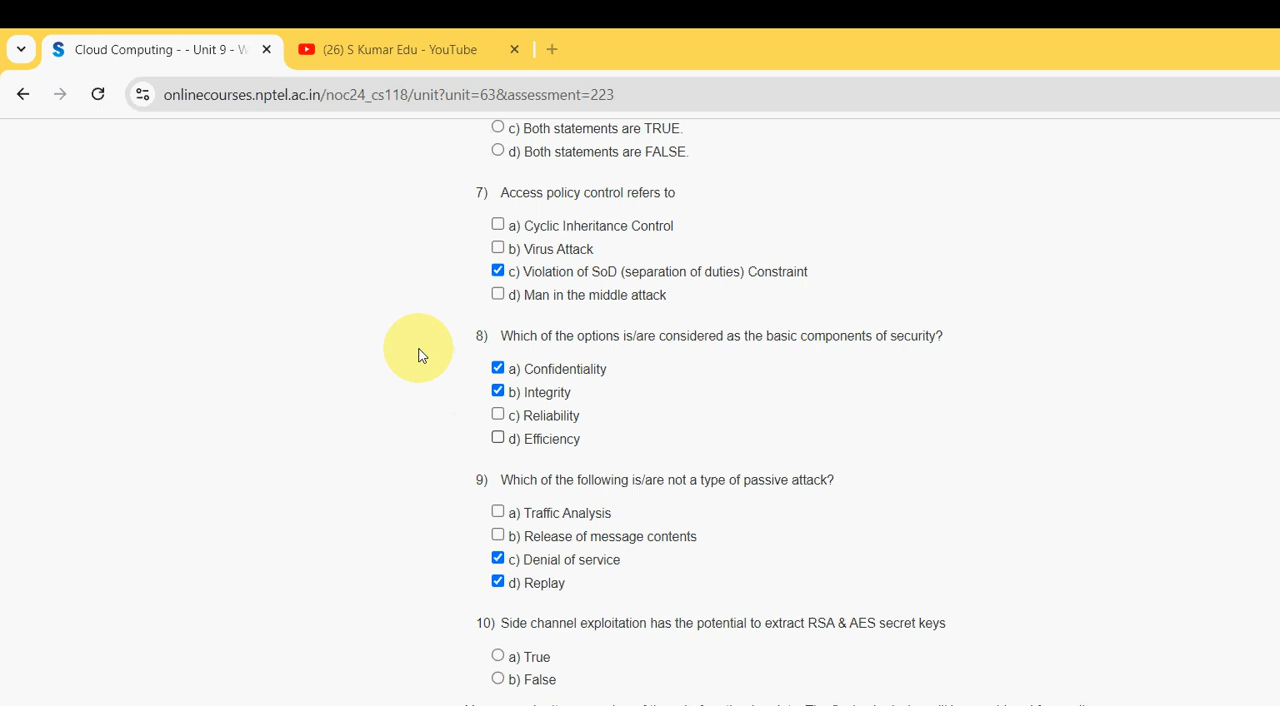 Cloud Computing - - Unit 9 - W
(26) S Kumar Edu - YouTube
onlinecourses.nptel.ac.in/noc24_cs118/unit?unit=63&assessment=223
c) Both statements are TRUE.
d) Both statements are FALSE.
7) Access policy control refers to
a) Cyclic Inheritance Control
b) Virus Attack
c) Violation of SoD (separation of duties) Constraint
d) Man in the middle attack
8) Which of the options is/are considered as the basic components of security?
a) Confidentiality
b) Integrity
c) Reliability
d) Efficiency
9) Which of the following is/are not a type of passive attack?
a) Traffic Analysis
b) Release of message contents
c) Denial of service
d) Replay
10) Side channel exploitation has the potential to extract RSA & AES secret keys
a) True
b) False